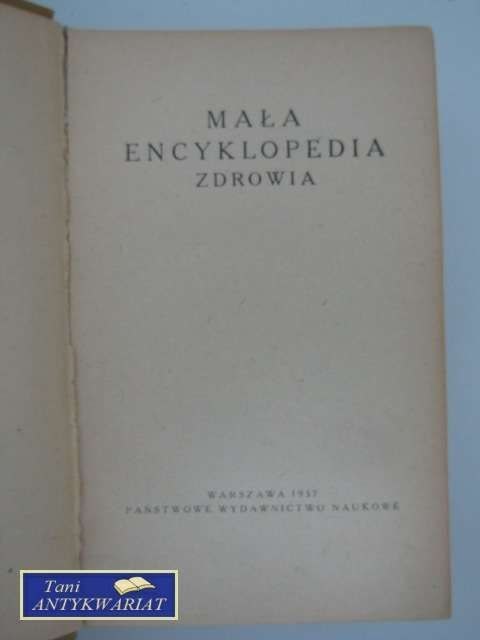 MAŁA
ENCYKLOPEDIA
ZDROWIA
WARSZAWA 1957
PAŃSTWOWE WYDAWNICTWO NAUKOWE
Tani
ANTYKWARIAT